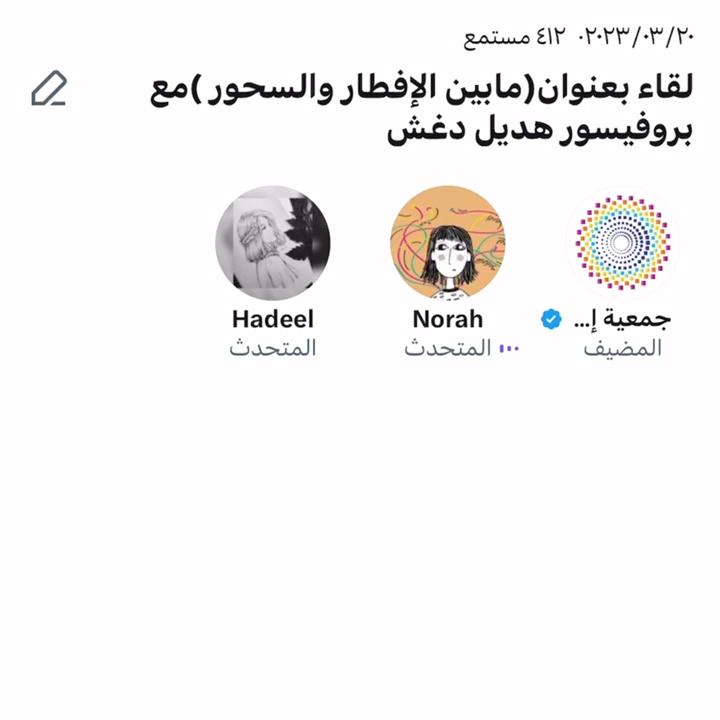 ٢٠٢٣/٠٣/٢٠ ٤١٢ مستمع
لقاء بعنوان(مابين الإفطار والسحور )مع
بروفيسور هديل دغش
جمعية إ...
المضيف
Norah
المتحدث
Hadeel
المتحدث